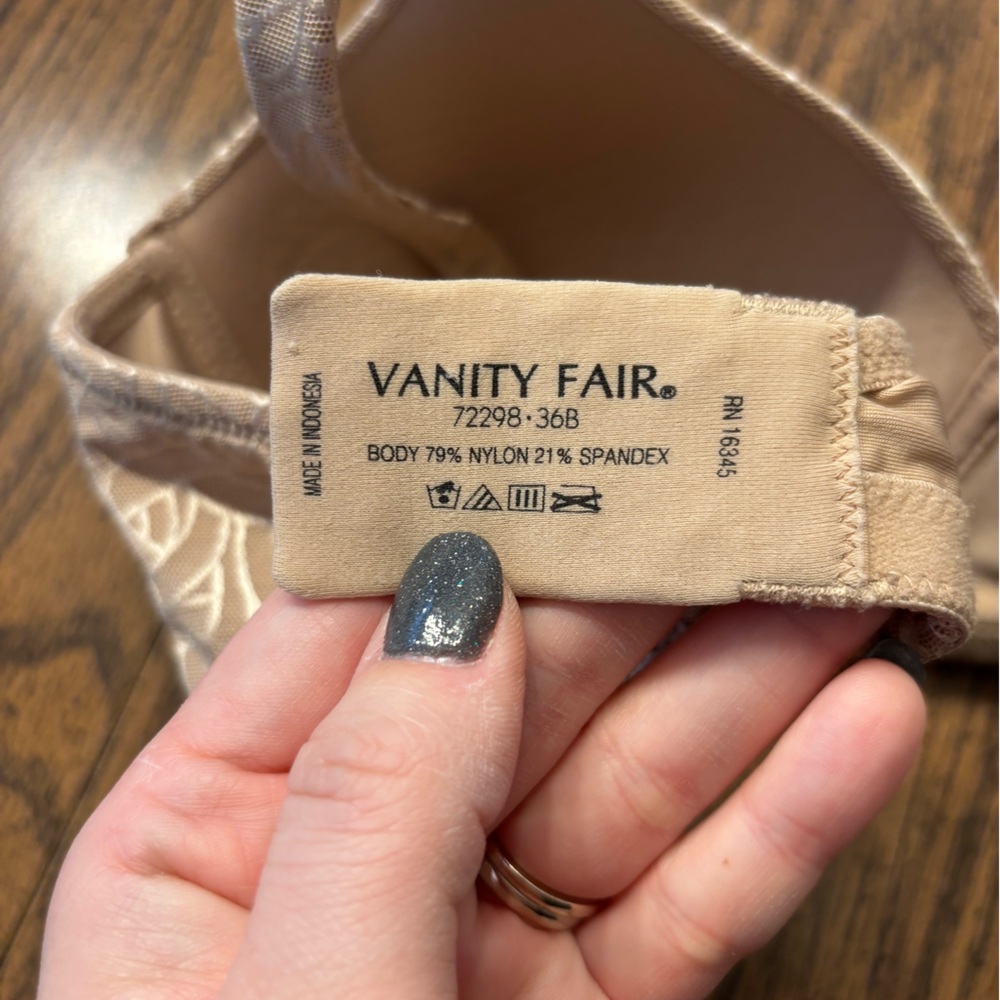 VANITY FAIR®
72298·36B
BODY 79% NYLON 21% SPANDEX
MADE IN INDONESIA
RN 16345